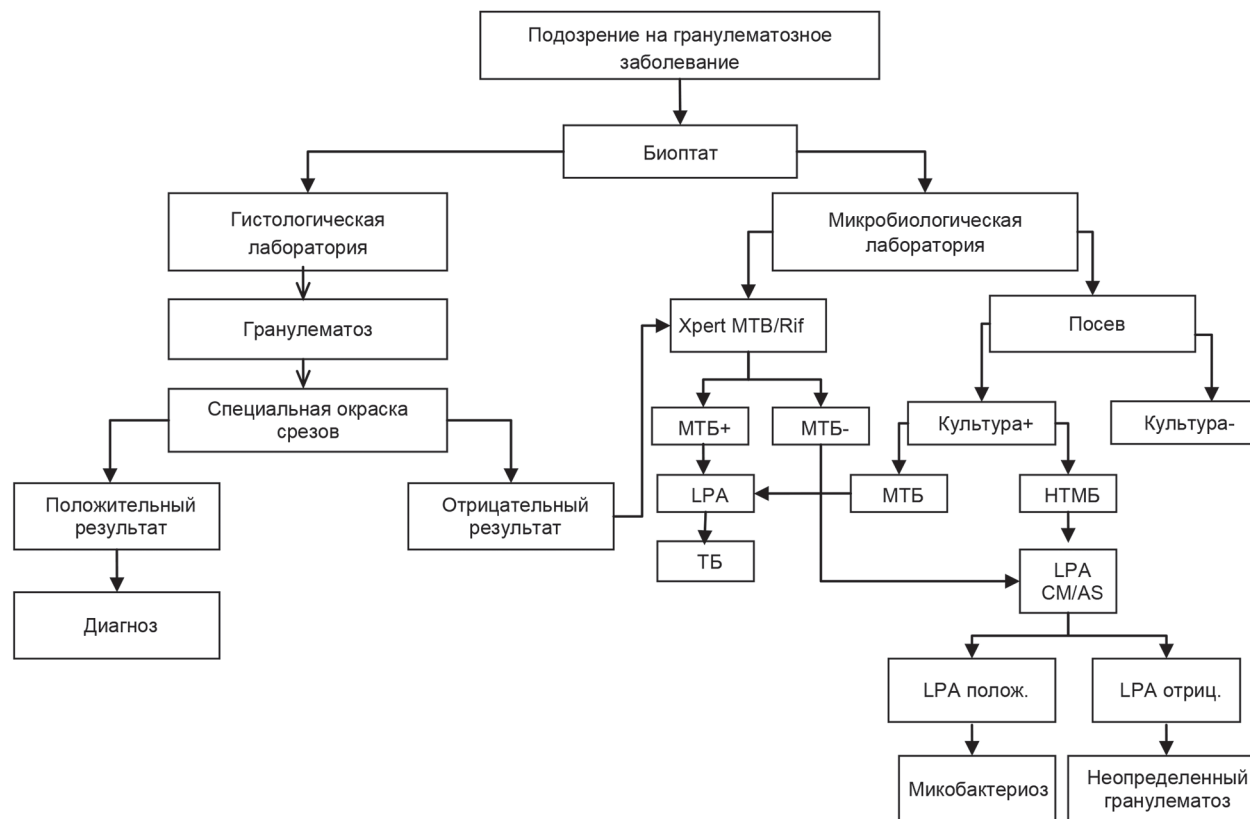 Подозрение на гранулематозное
заболевание
Биоптат
Гистологическая
лаборатория
Микробиологическая
лаборатория
Гранулематоз
Xpert MTB/Rif
Посев
Специальная окраска
срезов
МТБ+
МТБ-
Культура+
Культура-
Положительный
результат
Отрицательный
результат
LPA
МТБ
НТМБ
ТБ
LPA
CM/AS
Диагноз
LPA полож.
LPA отриц.
Микобактериоз
Неопределенный
гранулематоз